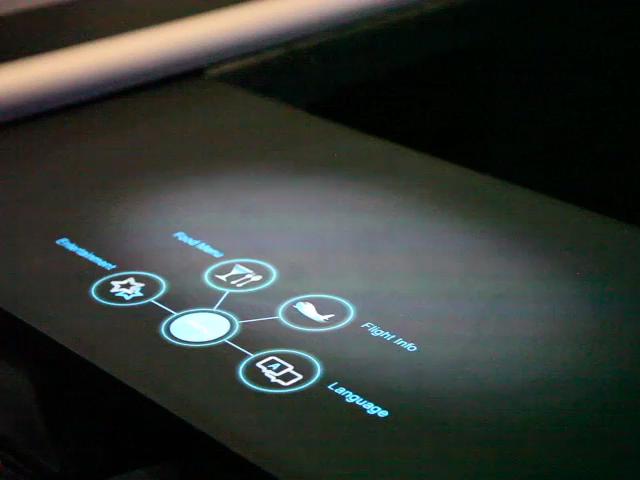 Food Menu
Entertainment
Flight Info
Language
A